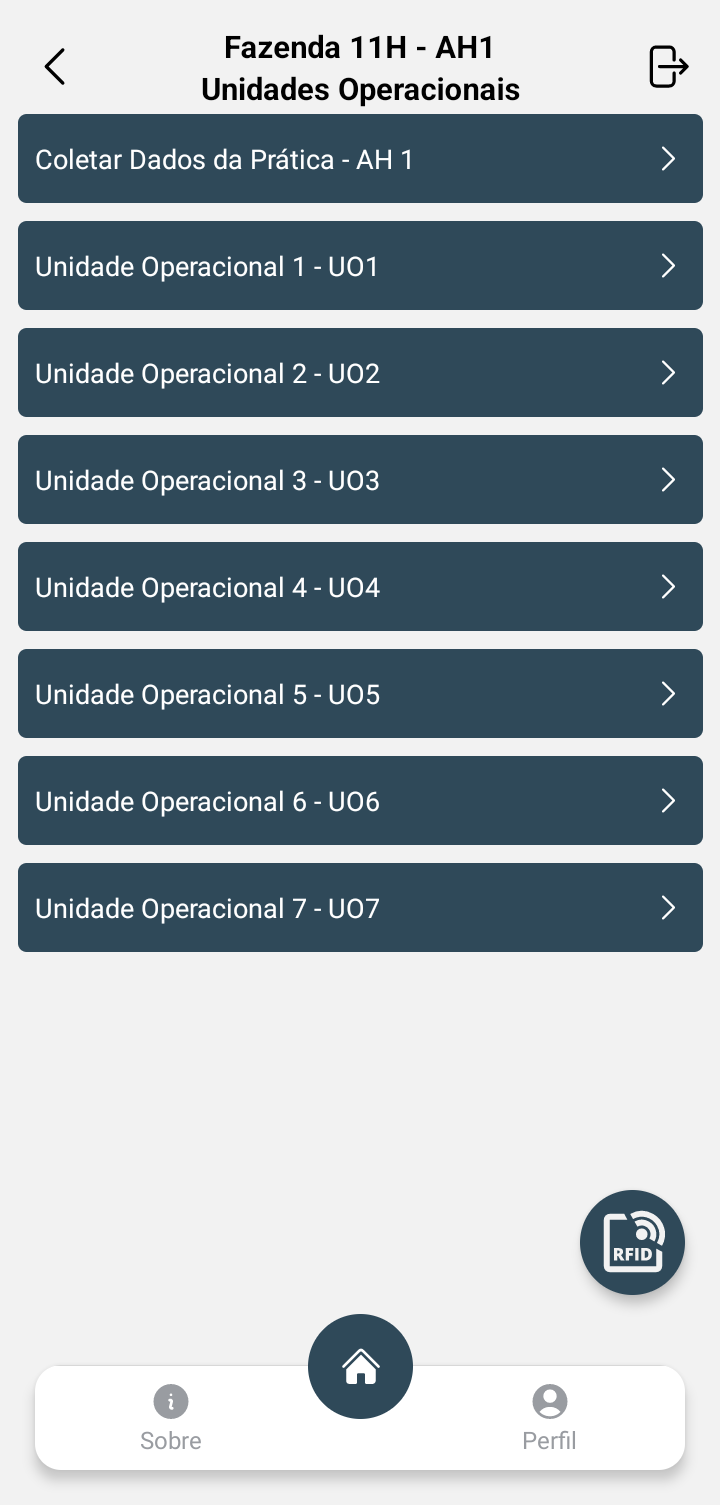 Fazenda 11H - AH1
Unidades Operacionais
Coletar Dados da Prática - AH 1
Unidade Operacional 1 - UO1
Unidade Operacional 2 - UO2
Unidade Operacional 3 - UO3
Unidade Operacional 4 - UO4
Unidade Operacional 5 - UO5
Unidade Operacional 6 - UO6
Unidade Operacional 7 - UO7
RFID
Sobre
Perfil